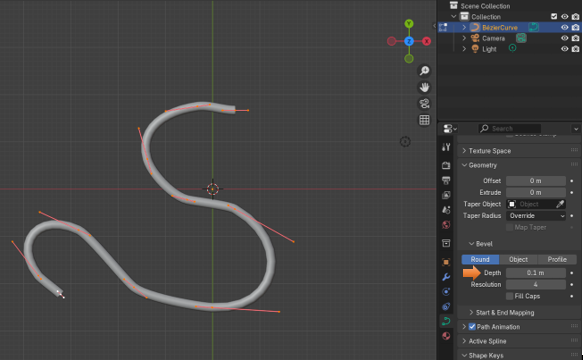 Scene Collection
Collection
BézierCurve
Camera
Light
Y
Z
X
Search
Texture Space
Geometry
Offset 0 m
Extrude 0 m
Taper Object Object
Taper Radius Override
Map Taper
Bevel
Round Object Profile
Depth 0.1 m
Resolution 4
Fill Caps
Start & End Mapping
Path Animation
Active Spline
Shape Keys